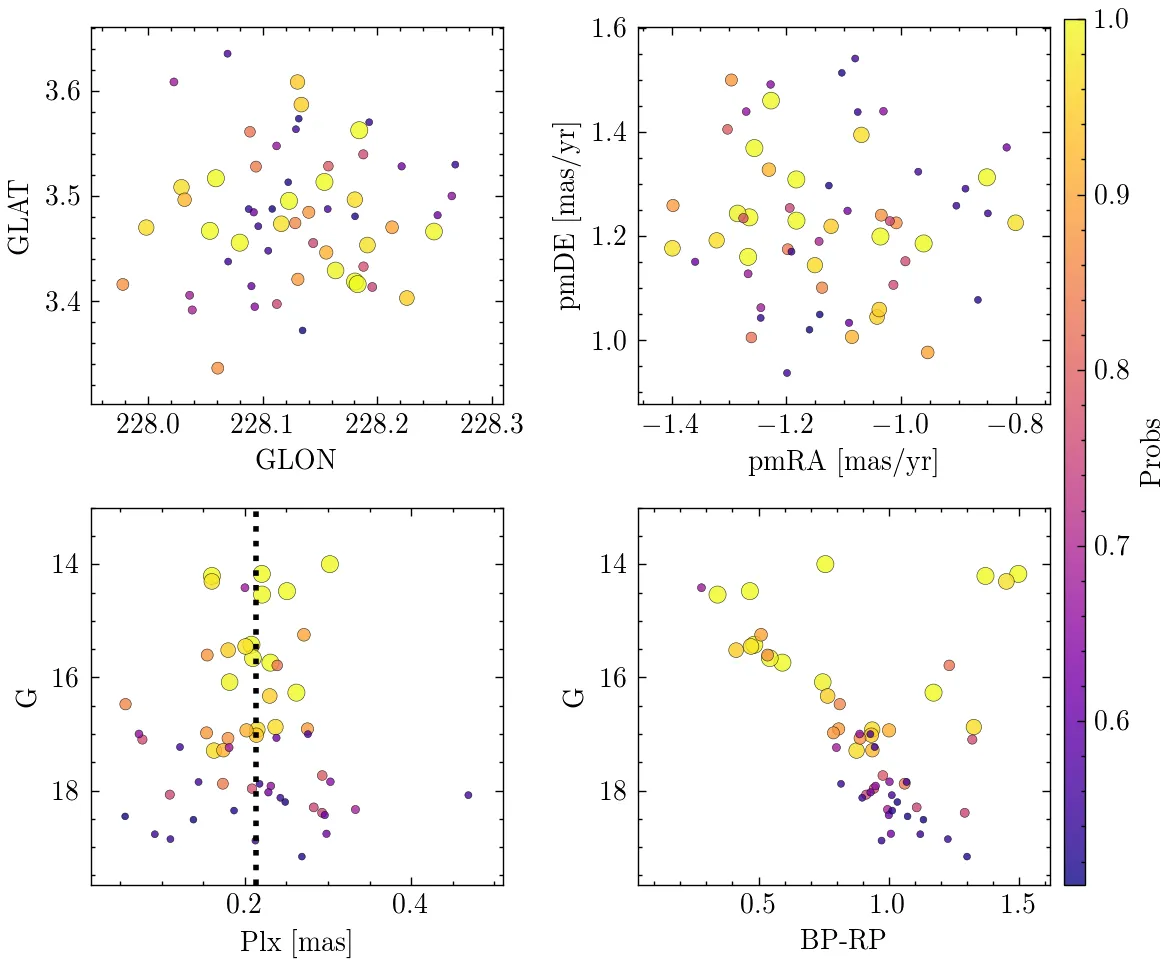 3.6
3.5
3.4
GLAT
228.0 228.1 228.2 228.3
GLON
1.6
1.4
1.2
1.0
pmDE [mas/yr]
−1.4 −1.2 −1.0 −0.8
pmRA [mas/yr]
14
16
18
G
0.2 0.4
Plx [mas]
14
16
18
G
0.5 1.0 1.5
BP-RP
1.0
0.9
0.8
0.7
0.6
Probs